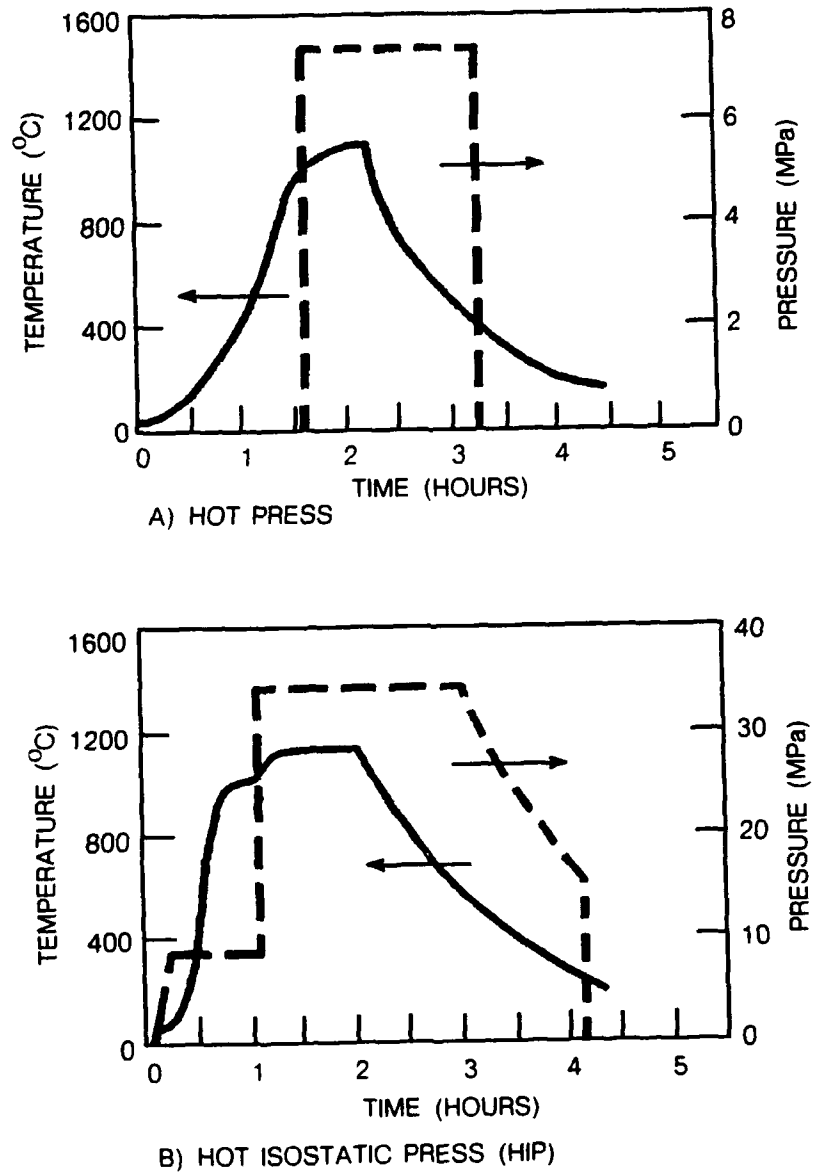 1600
1200
800
400
0
TEMPERATURE (°C)
8
6
4
2
0
PRESSURE (MPa)
0 1 2 3 4 5
TIME (HOURS)
A) HOT PRESS
1600
1200
800
400
0
TEMPERATURE (°C)
40
30
20
10
0
PRESSURE (MPa)
0 1 2 3 4 5
TIME (HOURS)
B) HOT ISOSTATIC PRESS (HIP)